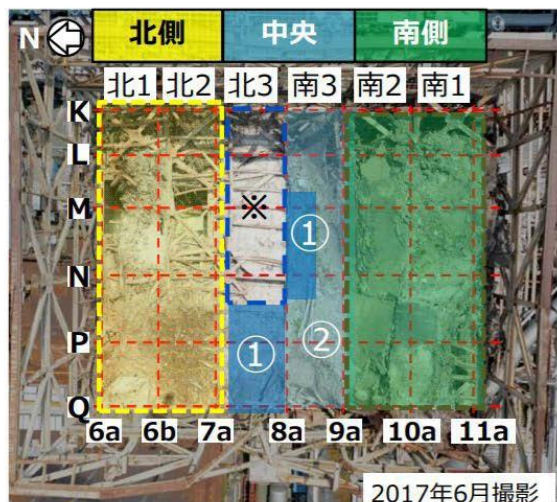 N 北側 中央 南側
北1 北2 北3 南3 南2 南1
K
L
M ※
①
N
P ① ②
Q
6a 6b 7a 8a 9a 10a 11a
2017年6月撮影